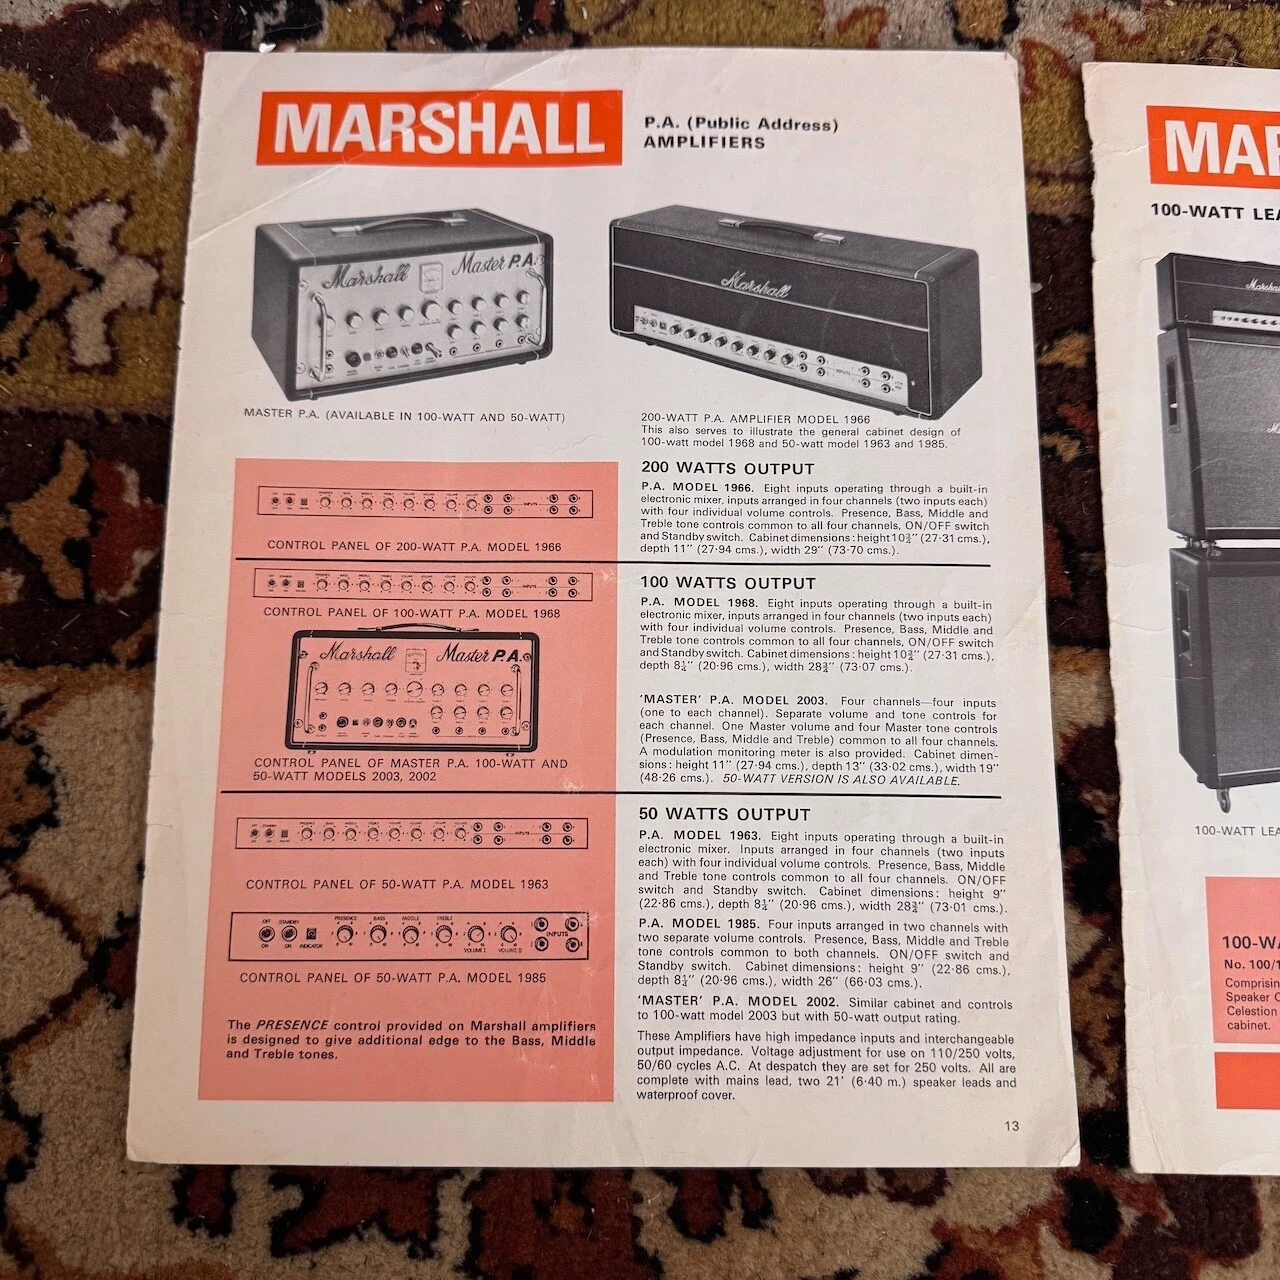 MARSHALL
P.A. (Public Address)
AMPLIFIERS
Marshall
Master P.A.
Marshall
MASTER P.A. (AVAILABLE IN 100-WATT AND 50-WATT)
200-WATT P.A. AMPLIFIER MODEL 1966
This also serves to illustrate the general cabinet design of
100-watt model 1968 and 50-watt model 1963 and 1985.
CONTROL PANEL OF 200-WATT P.A. MODEL 1966
200 WATTS OUTPUT
P.A. MODEL 1966. Eight inputs operating through a built-in
electronic mixer, inputs arranged in four channels (two inputs each)
with four individual volume controls. Presence, Bass, Middle and
Treble tone controls common to all four channels, ON/OFF switch
and Standby switch. Cabinet dimensions: height 10¾" (27·31 cms.),
depth 11" (27·94 cms.), width 29" (73·70 cms.).
CONTROL PANEL OF 100-WATT P.A. MODEL 1968
Marshall
Master P.A.
CONTROL PANEL OF MASTER P.A. 100-WATT AND
50-WATT MODELS 2003, 2002
100 WATTS OUTPUT
P.A. MODEL 1968. Eight inputs operating through a built-in
electronic mixer, inputs arranged in four channels (two inputs each)
with four individual volume controls. Presence, Bass, Middle and
Treble tone controls common to all four channels, ON/OFF switch
and Standby switch. Cabinet dimensions: height 10¾" (27·31 cms.),
depth 8¼" (20·96 cms.), width 28¾" (73·07 cms.).
'MASTER' P.A. MODEL 2003. Four channels—four inputs
(one to each channel). Separate volume and tone controls for
each channel. One Master volume and four Master tone controls
(Presence, Bass, Middle and Treble) common to all four channels.
A modulation monitoring meter is also provided. Cabinet dimen-
sions: height 11" (27·94 cms.), depth 13" (33·02 cms.), width 19"
(48·26 cms.). 50-WATT VERSION IS ALSO AVAILABLE.
CONTROL PANEL OF 50-WATT P.A. MODEL 1963
OFF STANDBY PRESENCE BASS MIDDLE TREBLE
INPUTS
ON ON INDICATOR VOLUME I VOLUME II
CONTROL PANEL OF 50-WATT P.A. MODEL 1985
The PRESENCE control provided on Marshall amplifiers
is designed to give additional edge to the Bass, Middle
and Treble tones.
50 WATTS OUTPUT
P.A. MODEL 1963. Eight inputs operating through a built-in
electronic mixer. Inputs arranged in four channels (two inputs
each) with four individual volume controls. Presence, Bass, Middle
and Treble tone controls common to all four channels. ON/OFF
switch and Standby switch. Cabinet dimensions: height 9"
(22·86 cms.), depth 8¼" (20·96 cms.), width 28¾" (73·01 cms.).
P.A. MODEL 1985. Four inputs arranged in two channels with
two separate volume controls. Presence, Bass, Middle and Treble
tone controls common to both channels. ON/OFF switch and
Standby switch. Cabinet dimensions: height 9" (22·86 cms.),
depth 8¼" (20·96 cms.), width 26" (66·03 cms.).
'MASTER' P.A. MODEL 2002. Similar cabinet and controls
to 100-watt model 2003 but with 50-watt output rating.
These Amplifiers have high impedance inputs and interchangeable
output impedance. Voltage adjustment for use on 110/250 volts,
50/60 cycles A.C. At despatch they are set for 250 volts. All are
complete with mains lead, two 21' (6·40 m.) speaker leads and
waterproof cover.
13
MAR
100-WATT LEA
Marshall
100-WATT LEA
100-WA
No. 100/1
Comprisin
Speaker C
Celestion
cabinet.